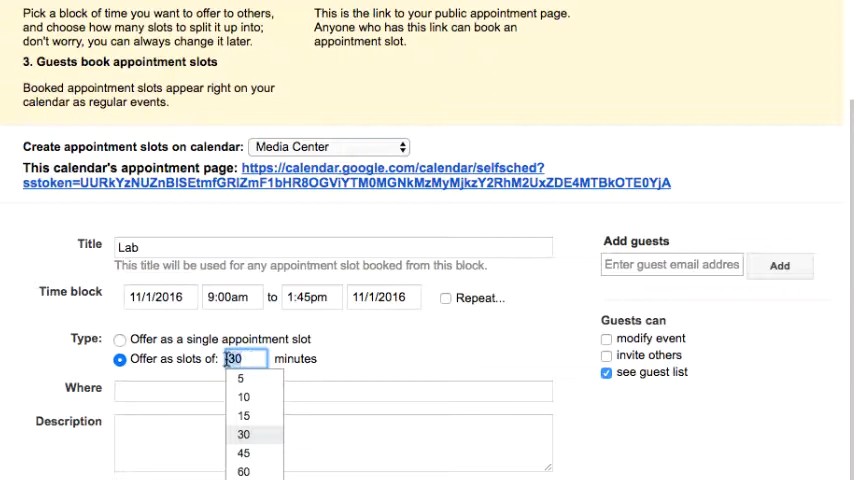 Pick a block of time you want to offer to others,
and choose how many slots to split it up into;
don't worry, you can always change it later.
This is the link to your public appointment page.
Anyone who has this link can book an
appointment slot.
3. Guests book appointment slots
Booked appointment slots appear right on your
calendar as regular events.
Create appointment slots on calendar: Media Center
This calendar's appointment page: https://calendar.google.com/calendar/selfsched?
sstoken=UURkYzNUZnBISEtmfGRlZmF1bHR8OGViYTM0MGNkMzMyMjkzY2RhM2UxZDE4MTBkOTE0YjA
Title Lab
This title will be used for any appointment slot booked from this block.
Time block 11/1/2016 9:00am to 1:45pm 11/1/2016 Repeat...
Type: Offer as a single appointment slot
Offer as slots of: 30 minutes
5
10
15
30
45
60
Where
Description
Add guests
Enter guest email addres Add
Guests can
modify event
invite others
see guest list